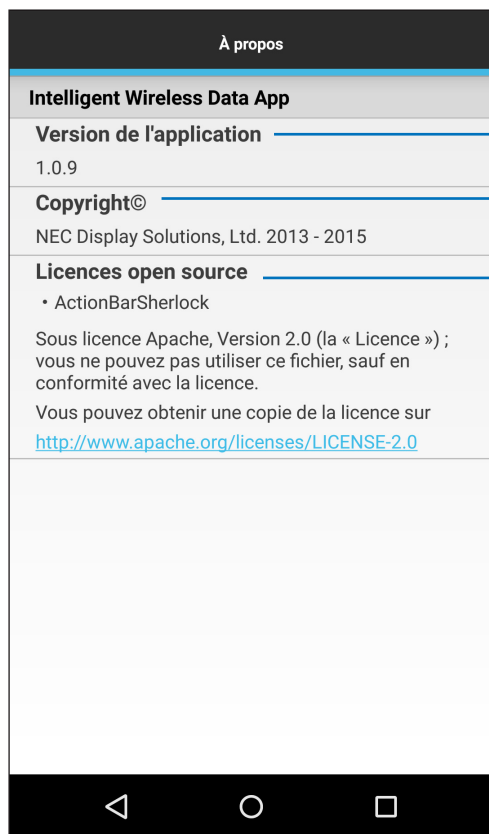 À propos
Intelligent Wireless Data App
Version de l'application
1.0.9
Copyright©
NEC Display Solutions, Ltd. 2013 - 2015
Licences open source
• ActionBarSherlock
Sous licence Apache, Version 2.0 (la « Licence ») ;
vous ne pouvez pas utiliser ce fichier, sauf en
conformité avec la licence.
Vous pouvez obtenir une copie de la licence sur
http://www.apache.org/licenses/LICENSE-2.0